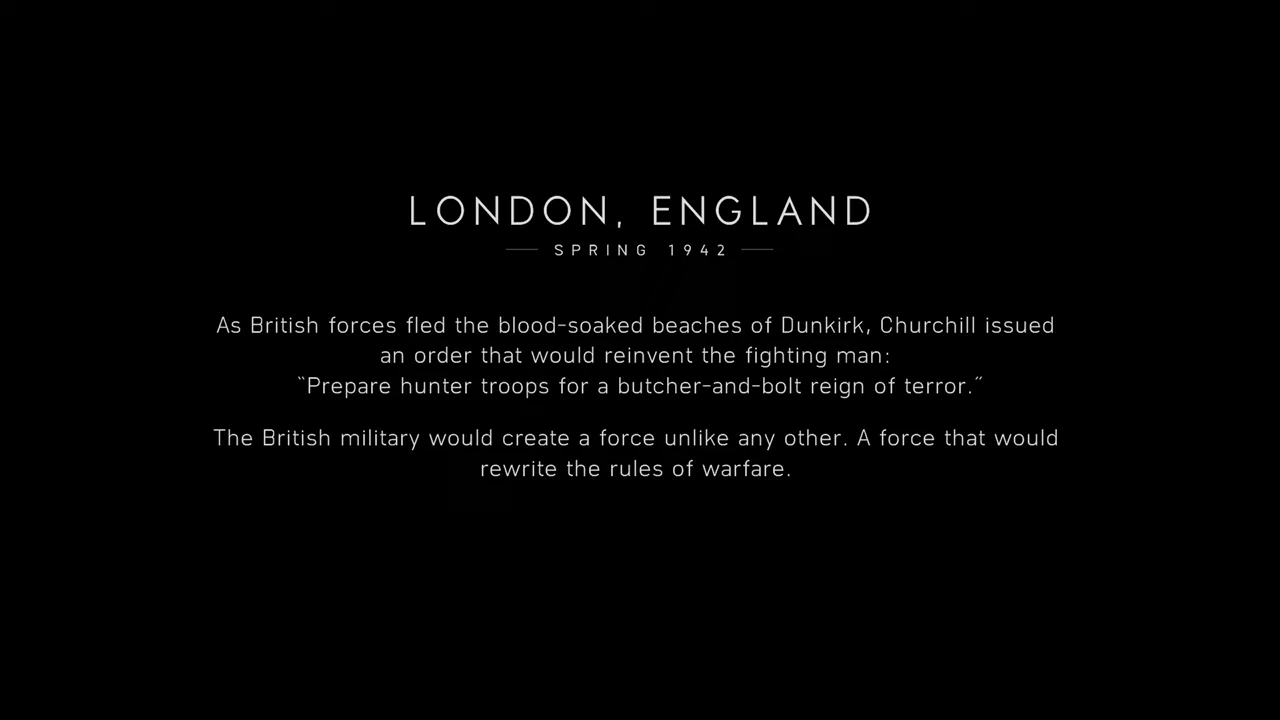 LONDON, ENGLAND
SPRING 1942
As British forces fled the blood-soaked beaches of Dunkirk, Churchill issued
an order that would reinvent the fighting man:
“Prepare hunter troops for a butcher-and-bolt reign of terror.”
The British military would create a force unlike any other. A force that would
rewrite the rules of warfare.